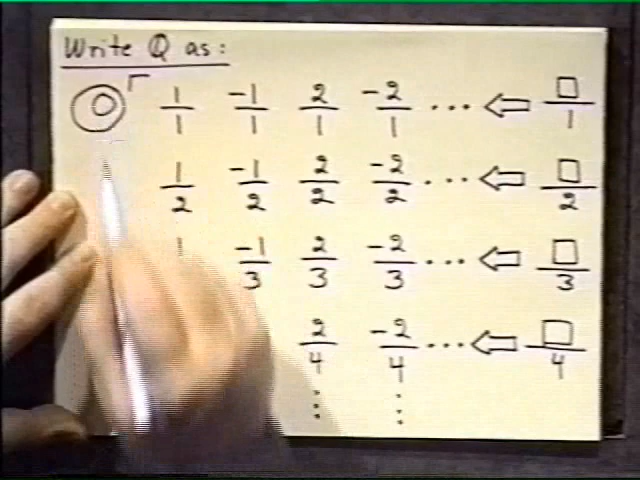 Write Q as:
0 1/1 -1/1 2/1 -2/1 ... ⇐ □/1
1/2 -1/2 2/2 -2/2 ... ⇐ □/2
1 -1/3 2/3 -2/3 ... ⇐ □/3
2/4 -2/4 ... ⇐ □/4
⋮ ⋮